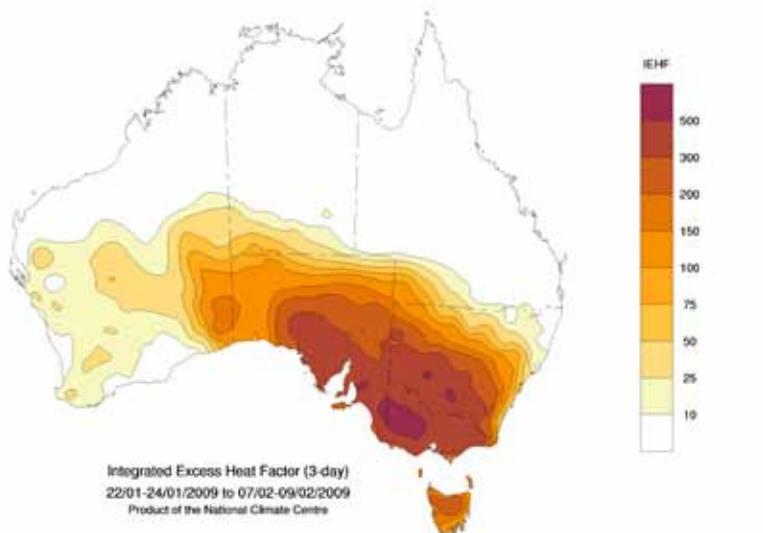 IEHF
500
300
200
150
100
75
50
25
10
Integrated Excess Heat Factor (3-day)
22/01-24/01/2009 to 07/02-09/02/2009
Product of the National Climate Centre